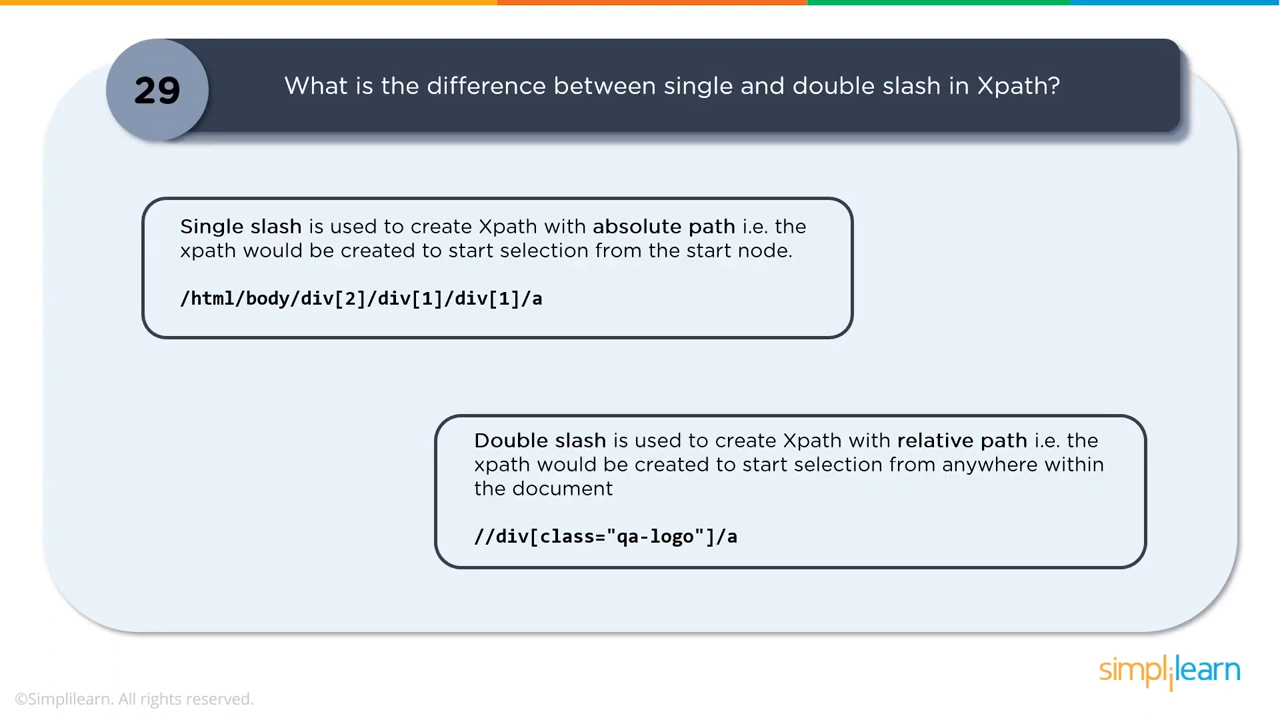 29
What is the difference between single and double slash in Xpath?
Single slash is used to create Xpath with absolute path i.e. the
xpath would be created to start selection from the start node.
/html/body/div[2]/div[1]/div[1]/a
Double slash is used to create Xpath with relative path i.e. the
xpath would be created to start selection from anywhere within
the document
//div[class="qa-logo"]/a
simplilearn
©Simplilearn. All rights reserved.